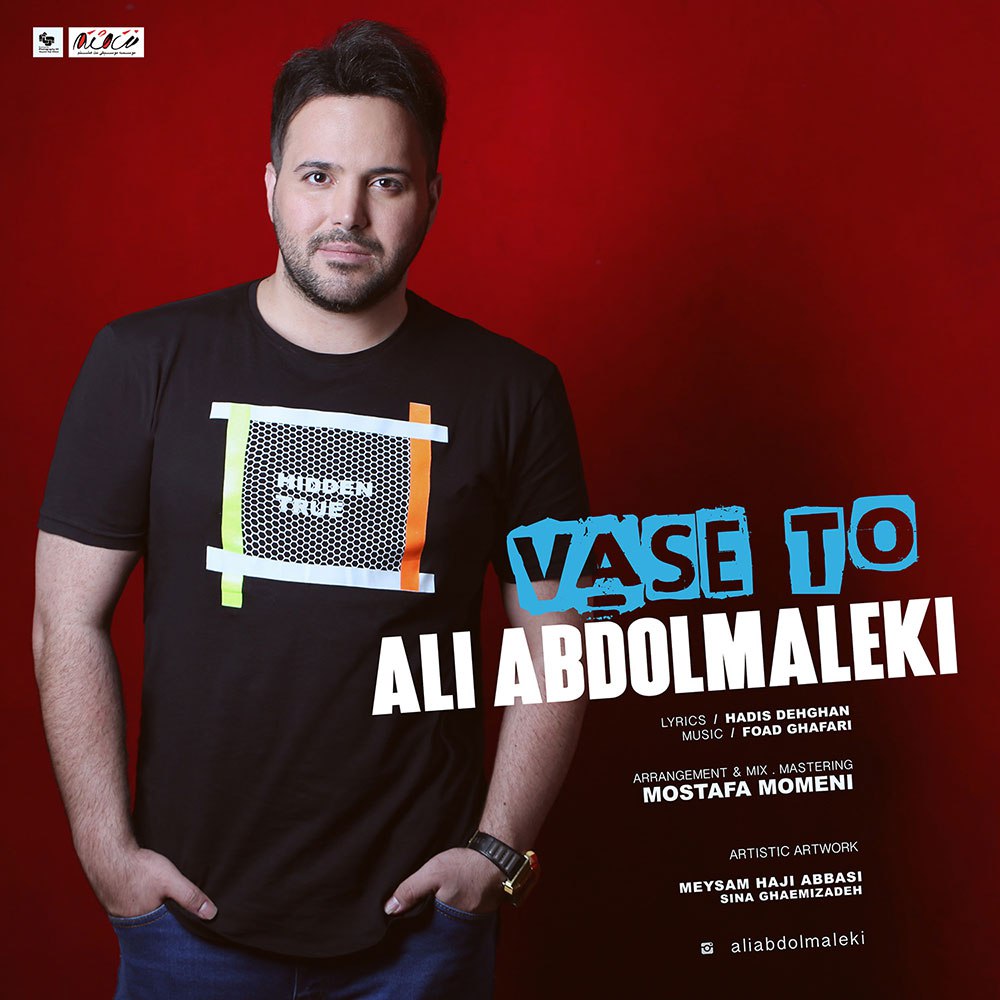 HIDDEN
TRUE
VASE TO
ALI ABDOLMALEKI
LYRICS / HADIS DEHGHAN
MUSIC / FOAD GHAFARI
ARRANGEMENT & MIX . MASTERING
MOSTAFA MOMENI
ARTISTIC ARTWORK
MEYSAM HAJI ABBASI
SINA GHAEMIZADEH
aliabdolmaleki